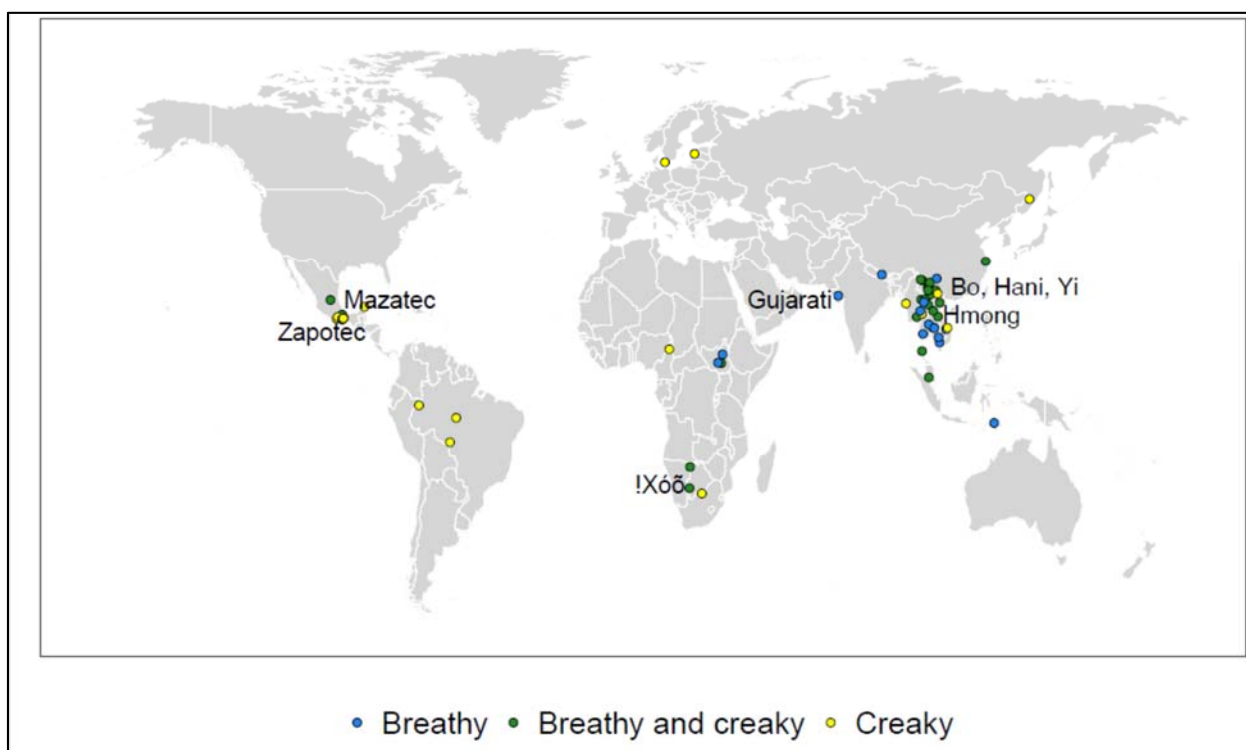 Mazatec
Zapotec
Gujarati
Bo, Hani, Yi
Hmong
!Xóõ
Breathy Breathy and creaky Creaky